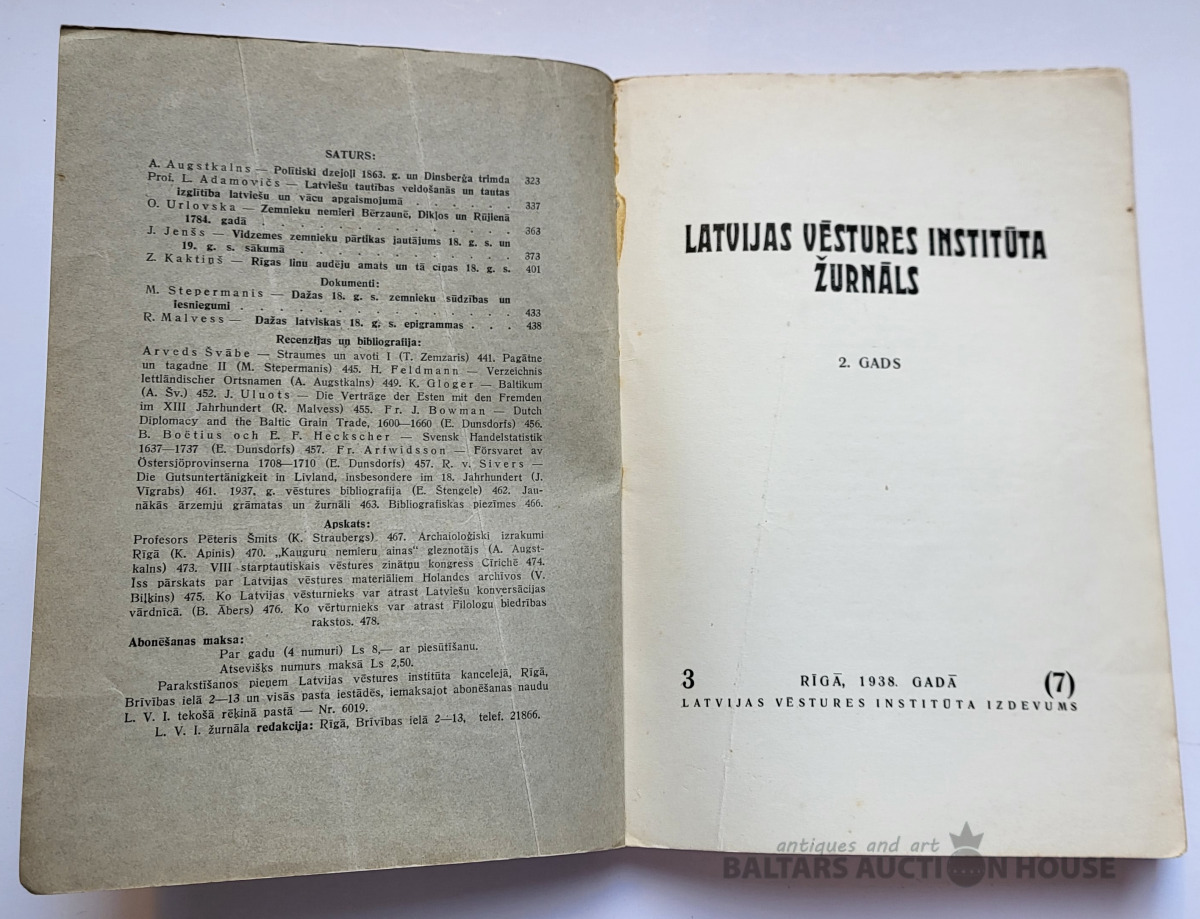 SATURS:
A. Augstkalns — Politiski dzejoļi 1863. g. un Dinsberģa trimda 323
Prof. L. Adamovičs — Latviešu tautības veidošanās un tautas
izglītība latviešu un vācu apgaismojumā . . . . . . . 337
O. Urlovska — Zemnieku nemieri Bērzaunē, Dikļos un Rūjienā
1784. gadā . . . . . . . . . . . . . . . . 363
J. Jenšs — Vidzemes zemnieku pārtikas jautājums 18. g. s. un
19. g. s. sākumā . . . . . . . . . . . . . . 373
Z. Kaktiņš — Rīgas linu audēju amats un tā cīņas 18. g. s. 401
Dokumenti:
M. Stepermanis — Dažas 18. g. s. zemnieku sūdzības un
iesniegumi . . . . . . . . . . . . . . . . 433
R. Malvess — Dažas latviskas 18. g. s. epigrammas . . . 438
Recenzijas un bibliografija:
Arveds Švābe — Straumes un avoti I (T. Zemzaris) 441. Pagātne
un tagadne II (M. Stepermanis) 445. H. Feldmann — Verzeichnis
lettländischer Ortsnamen (A. Augstkalns) 449. K. Gloger — Baltikum
(A. Šv.) 452. J. Uluots — Die Verträge der Esten mit den Fremden
im XIII Jahrhundert (R. Malvess) 455. Fr. J. Bowman — Dutch
Diplomacy and the Baltic Grain Trade, 1600—1660 (E. Dunsdorfs) 456.
B. Boëtius och E. F. Heckscher — Svensk Handelstatistik
1637—1737 (E. Dunsdorfs) 457. Fr. Arfwidsson — Försvaret av
Östersjöprovinserna 1708—1710 (E. Dunsdorfs) 457. R. v. Sivers —
Die Gutsuntertänigkeit in Livland, insbesondere im 18. Jahrhundert (J.
Vīgrabs) 461. 1937. g. vēstures bibliografija (E. Štengele) 462. Jau-
nākās ārzemju grāmatas un žurnāli 463. Bibliografiskas piezīmes 466.
Apskats:
Profesors Pēteris Šmits (K. Straubergs). 467. Archaioloģiski izrakumi
Rīgā (K. Apinis) 470. „Kauguru nemieru ainas“ gleznotājs (A. Augst-
kalns) 473. VIII starptautiskais vēstures zinātņu kongress Cīrichē 474.
Īss pārskats par Latvijas vēstures materiāliem Holandes archīvos (V.
Biļķins) 475. Ko Latvijas vēsturnieks var atrast Latviešu konversācijas
vārdnīcā. (B. Ābers) 476. Ko vērturnieks var atrast Filologu biedrības
rakstos. 478.
Abonēšanas maksa:
Par gadu (4 numuri) Ls 8,— ar piesūtīšanu.
Atsevišķs numurs maksā Ls 2,50.
Parakstīšanos pieņem Latvijas vēstures institūta kancelejā, Rīgā,
Brīvības ielā 2—13 un visās pasta iestādēs, iemaksājot abonēšanas naudu
L. V. I. tekošā rēķinā pastā — Nr. 6019.
L. V. I. žurnāla redakcija: Rīgā, Brīvības ielā 2—13, telef. 21866.
LATVIJAS VĒSTURES INSTITŪTA
ŽURNĀLS
2. GADS
3 RĪGĀ, 1938. GADĀ (7)
LATVIJAS VĒSTURES INSTITŪTA IZDEVUMS
antiques and art
BALTARS AUCTION HOUSE